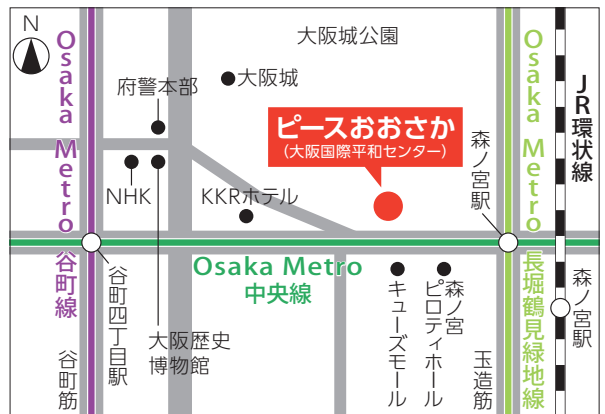 N
大阪城公園
大阪城
府警本部
ピースおおさか
(大阪国際平和センター)
森ノ宮駅
Osaka Metro 谷町線
Osaka Metro 長堀鶴見緑地線
JR環状線
NHK
KKRホテル
Osaka Metro
中央線
谷町四丁目駅
大阪歴史
博物館
キューズモール
森ノ宮
ピロティホール
森ノ宮駅
谷町筋
玉造筋